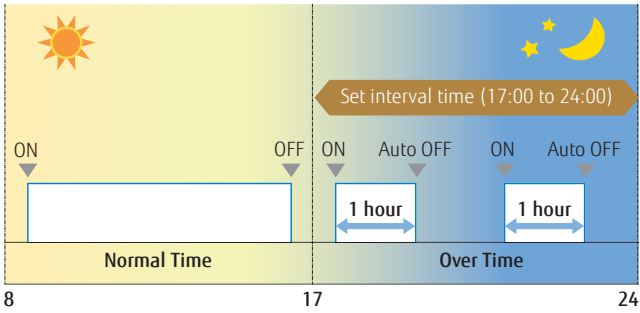 Set interval time (17:00 to 24:00)
ON OFF ON Auto OFF ON Auto OFF
1 hour 1 hour
Normal Time Over Time
8 17 24